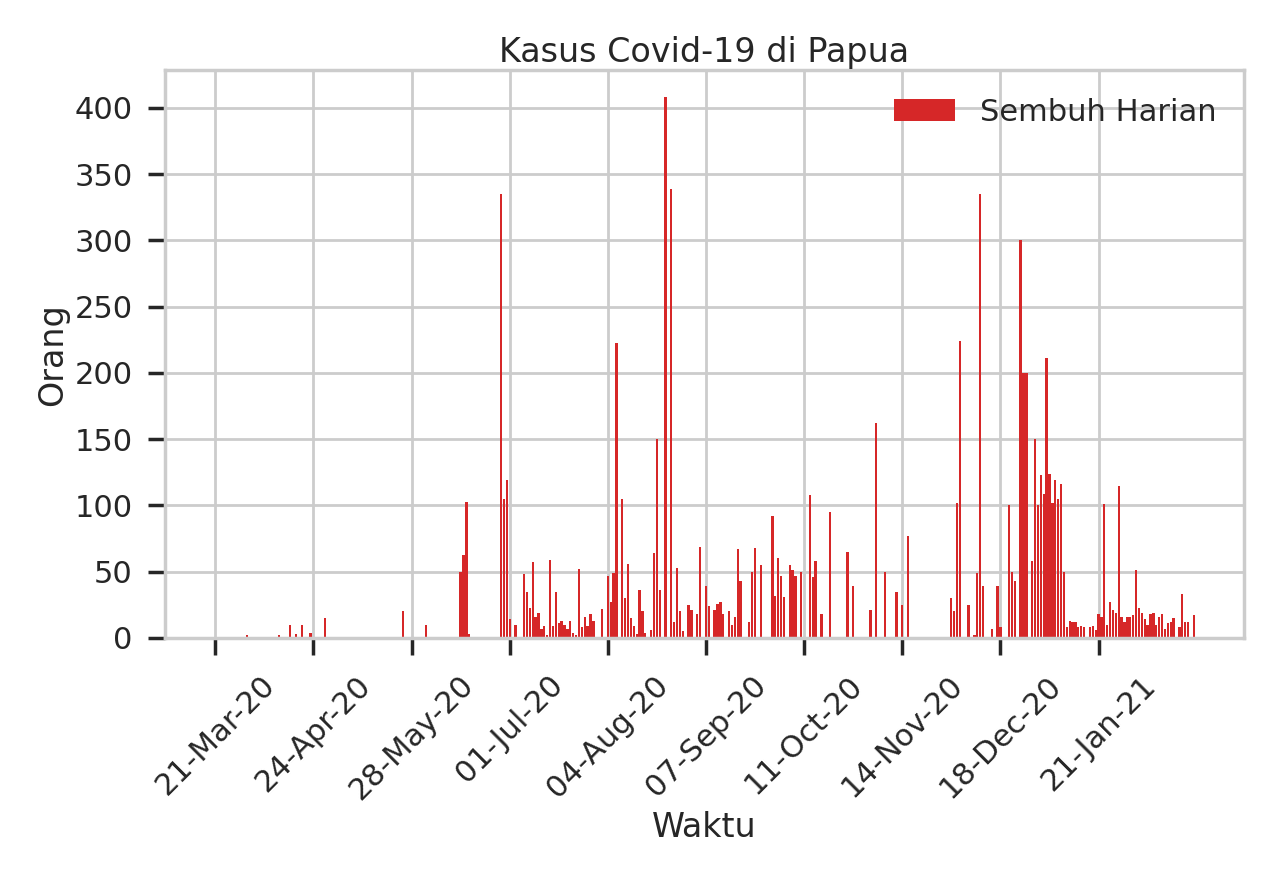 Kasus Covid-19 di Papua
Sembuh Harian
Orang
400
350
300
250
200
150
100
50
0
21-Mar-20
24-Apr-20
28-May-20
01-Jul-20
04-Aug-20
07-Sep-20
11-Oct-20
14-Nov-20
18-Dec-20
21-Jan-21
Waktu